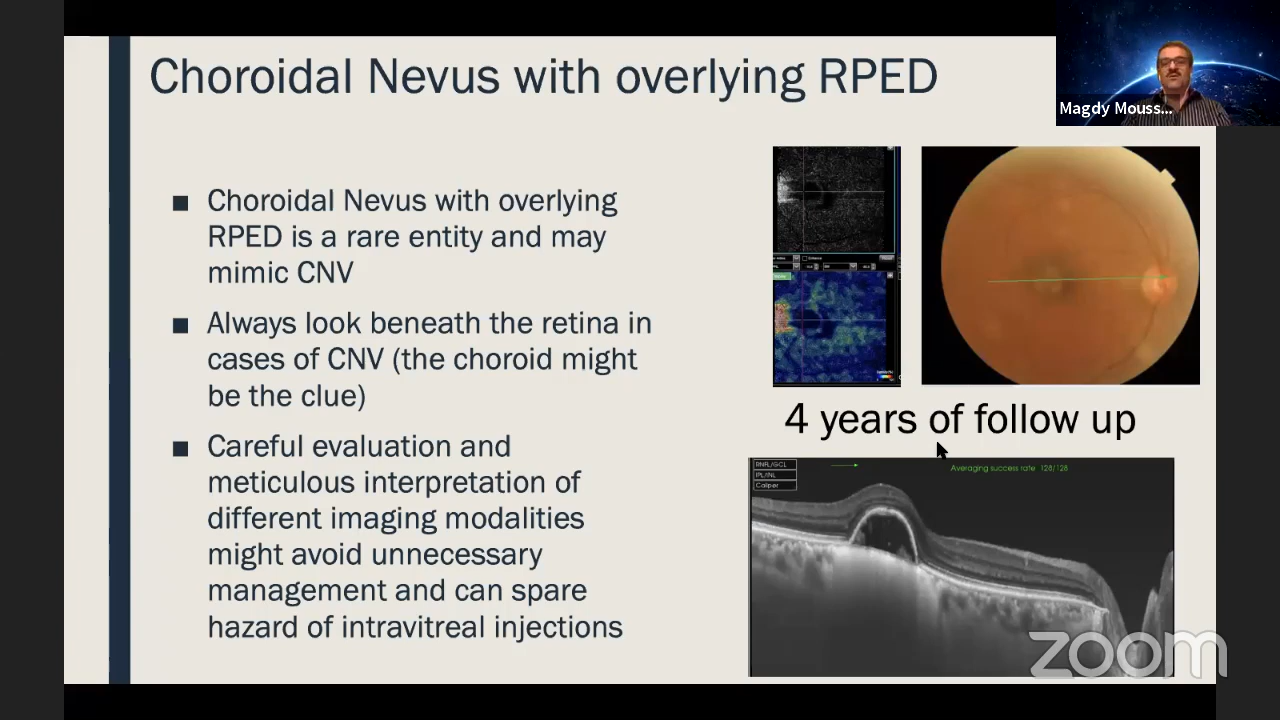 Choroidal Nevus with overlying RPED
Magdy Mouss...
■ Choroidal Nevus with overlying
RPED is a rare entity and may
mimic CNV
■ Always look beneath the retina in
cases of CNV (the choroid might
be the clue)
■ Careful evaluation and
meticulous interpretation of
different imaging modalities
might avoid unnecessary
management and can spare
hazard of intravitreal injections
4 years of follow up
RNFL/GCL
IPL/INL
Caliper
Averaging success rate 128/128
zoom